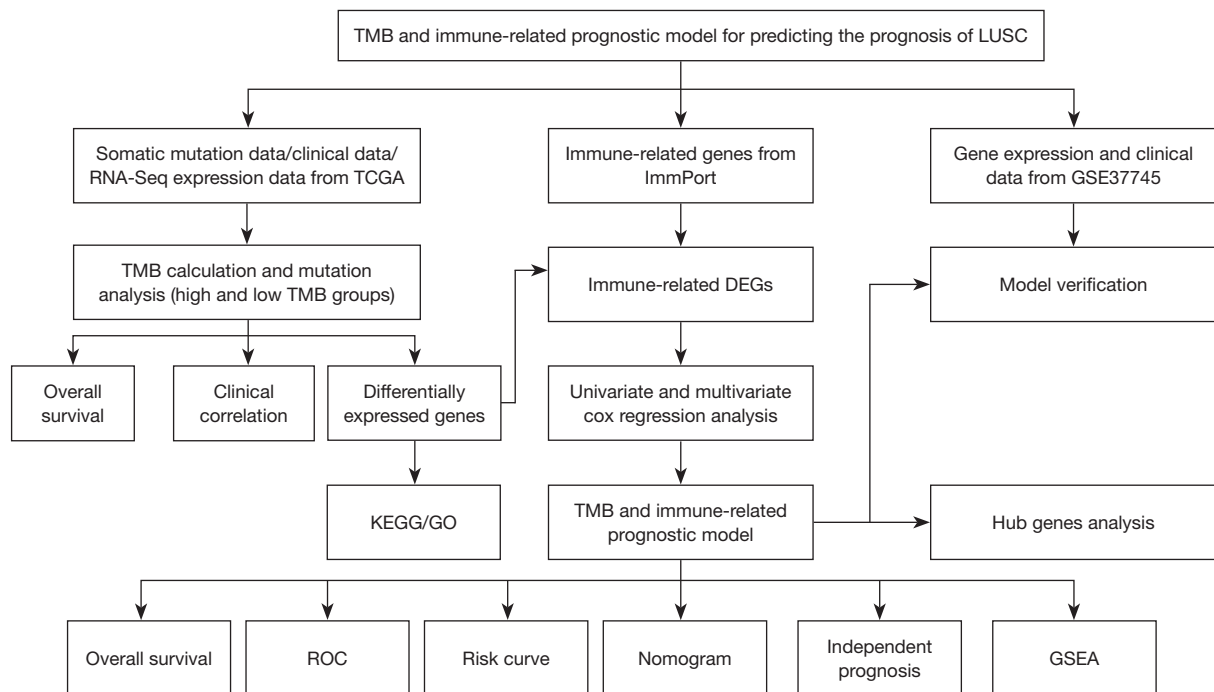 TMB and immune-related prognostic model for predicting the prognosis of LUSC
Somatic mutation data/clinical data/
RNA-Seq expression data from TCGA
Immune-related genes from
ImmPort
Gene expression and clinical
data from GSE37745
TMB calculation and mutation
analysis (high and low TMB groups)
Immune-related DEGs
Model verification
Overall
survival
Clinical
correlation
Differentially
expressed genes
Univariate and multivariate
cox regression analysis
KEGG/GO
TMB and immune-related
prognostic model
Hub genes analysis
Overall survival
ROC
Risk curve
Nomogram
Independent
prognosis
GSEA